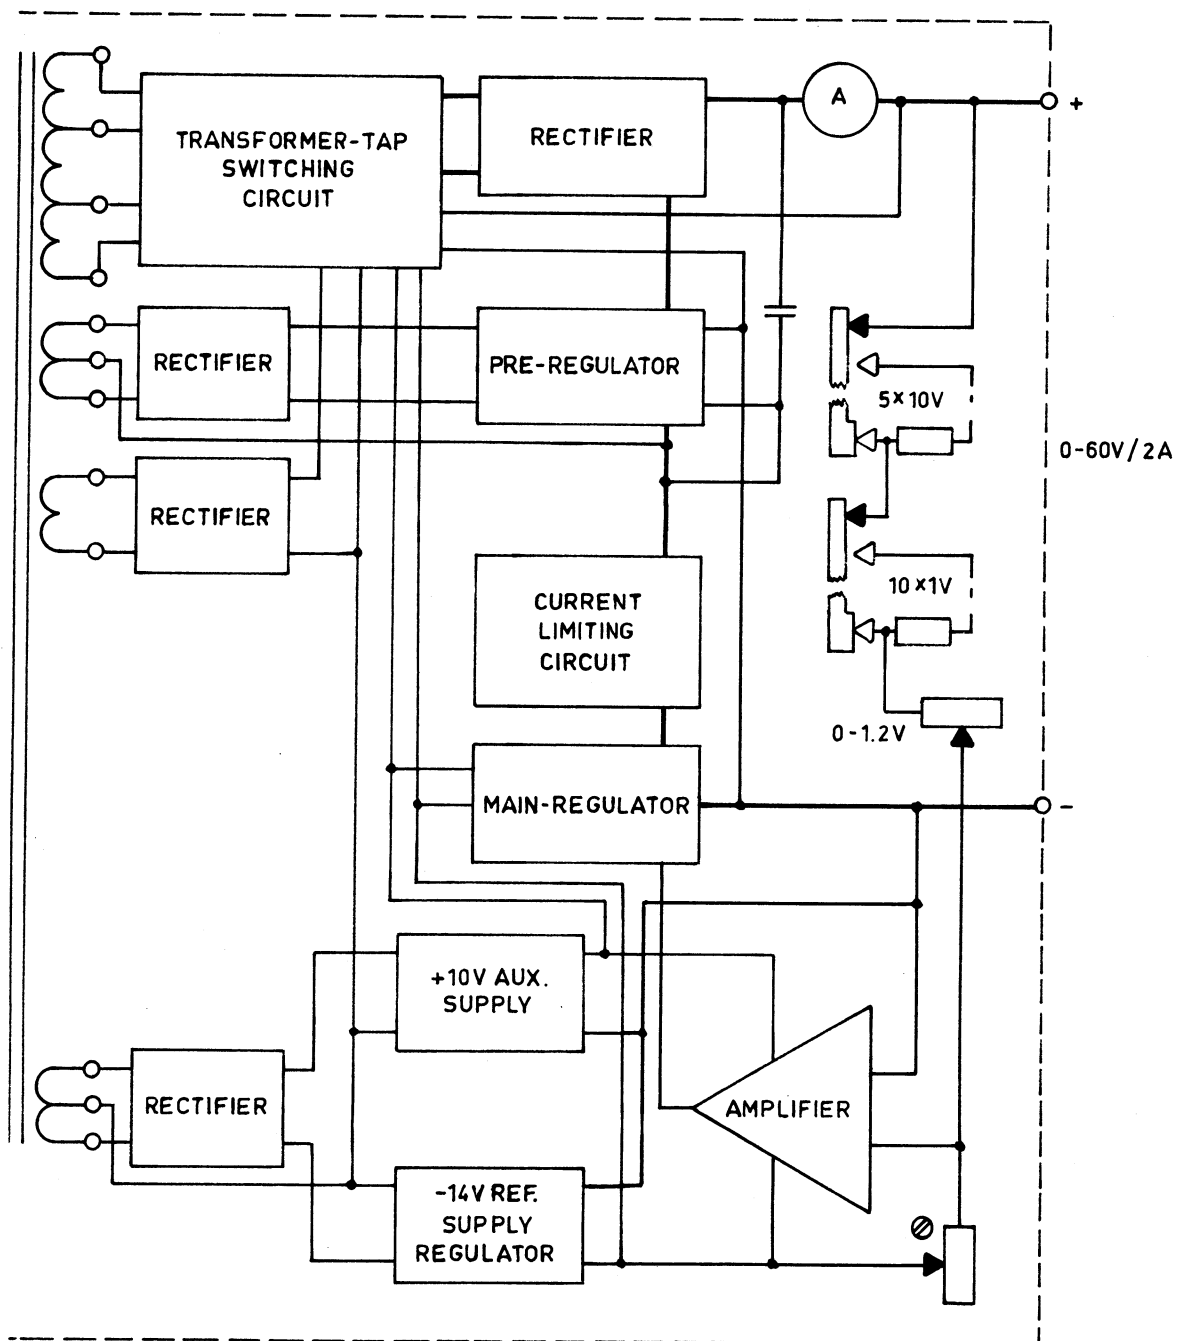 TRANSFORMER-TAP
SWITCHING
CIRCUIT
RECTIFIER
A
+
RECTIFIER
PRE-REGULATOR
5×10V
0-60V/2A
RECTIFIER
CURRENT
LIMITING
CIRCUIT
10×1V
0-1.2V
MAIN-REGULATOR
-
+10V AUX.
SUPPLY
RECTIFIER
AMPLIFIER
-14V REF.
SUPPLY
REGULATOR